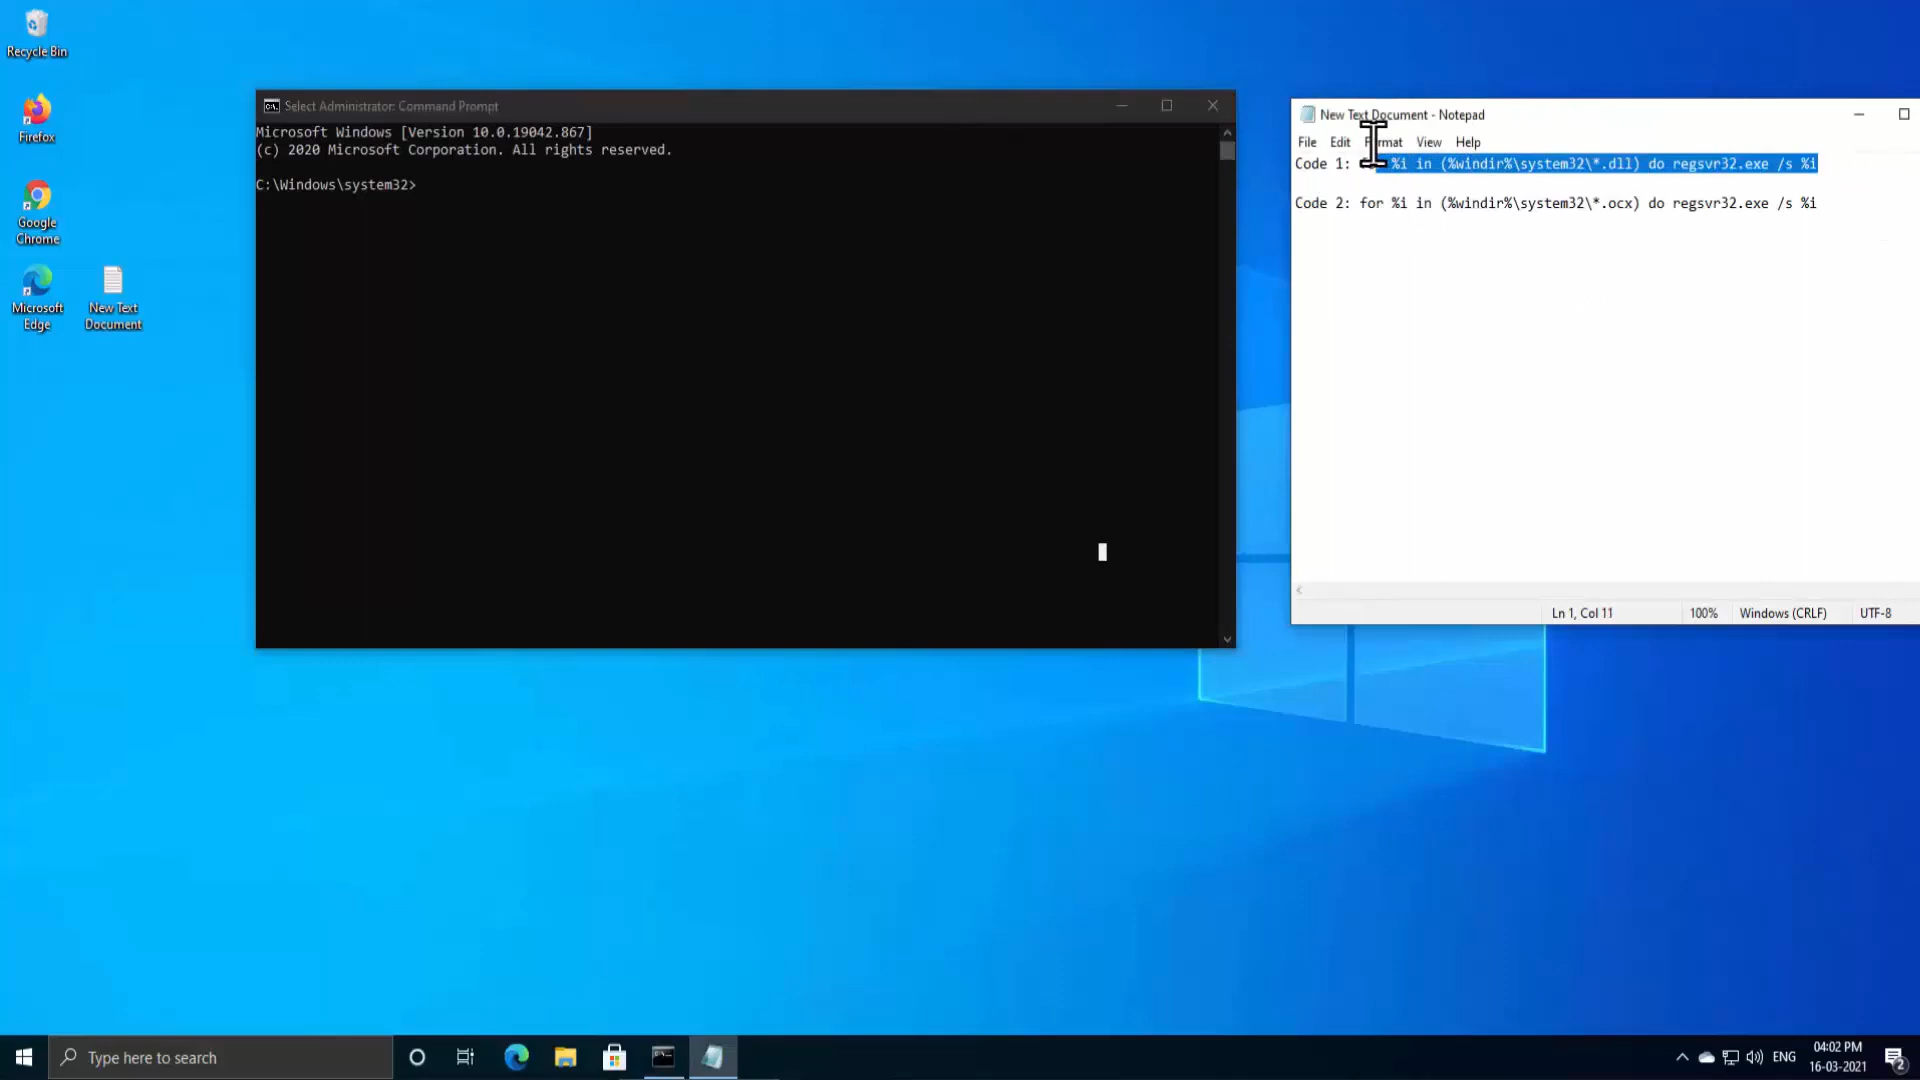 Recycle Bin
Firefox
Google
Chrome
Microsoft
Edge
New Text
Document
Select Administrator: Command Prompt
Microsoft Windows [Version 10.0.19042.867]
(c) 2020 Microsoft Corporation. All rights reserved.
C:\Windows\system32>
New Text Document - Notepad
File Edit Format View Help
Code 1: for %i in (%windir%\system32\*.dll) do regsvr32.exe /s %i
Code 2: for %i in (%windir%\system32\*.ocx) do regsvr32.exe /s %i
Ln 1, Col 11 100% Windows (CRLF) UTF-8
Type here to search
ENG
04:02 PM
16-03-2021
2